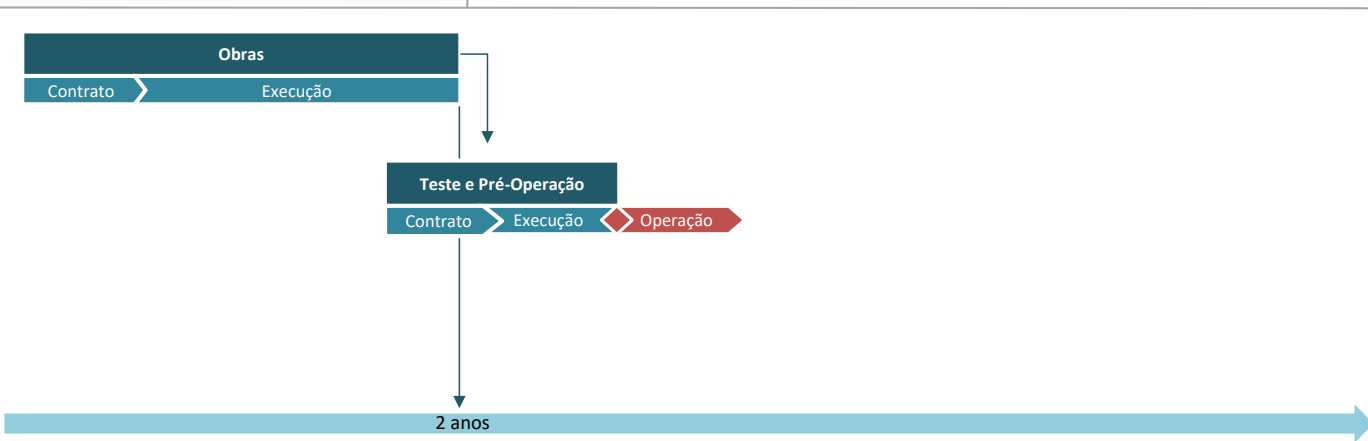 Obras
Contrato Execução
Teste e Pré-Operação
Contrato Execução Operação
2 anos